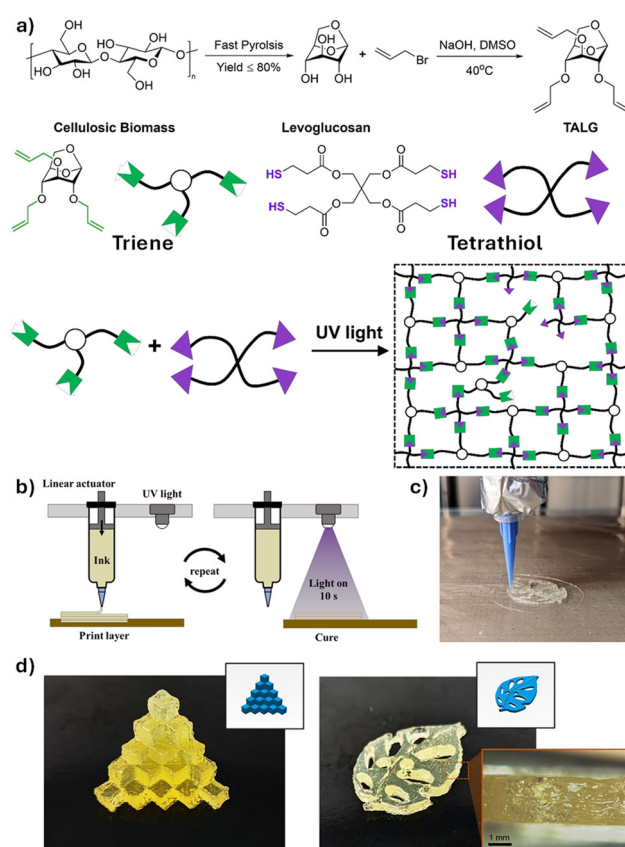 a)
HO
OH
O
HO
OH
n
Fast Pyrolsis
Yield ≤ 80%
OH
OH
OH
+
Br
NaOH, DMSO
40°C
Cellulosic Biomass
Levoglucosan
TALG
HS
SH
HS
SH
Triene
Tetrathiol
+
UV light
b)
Linear actuator
UV light
Ink
repeat
Light on
10 s
Print layer
Cure
c)
d)
1 mm